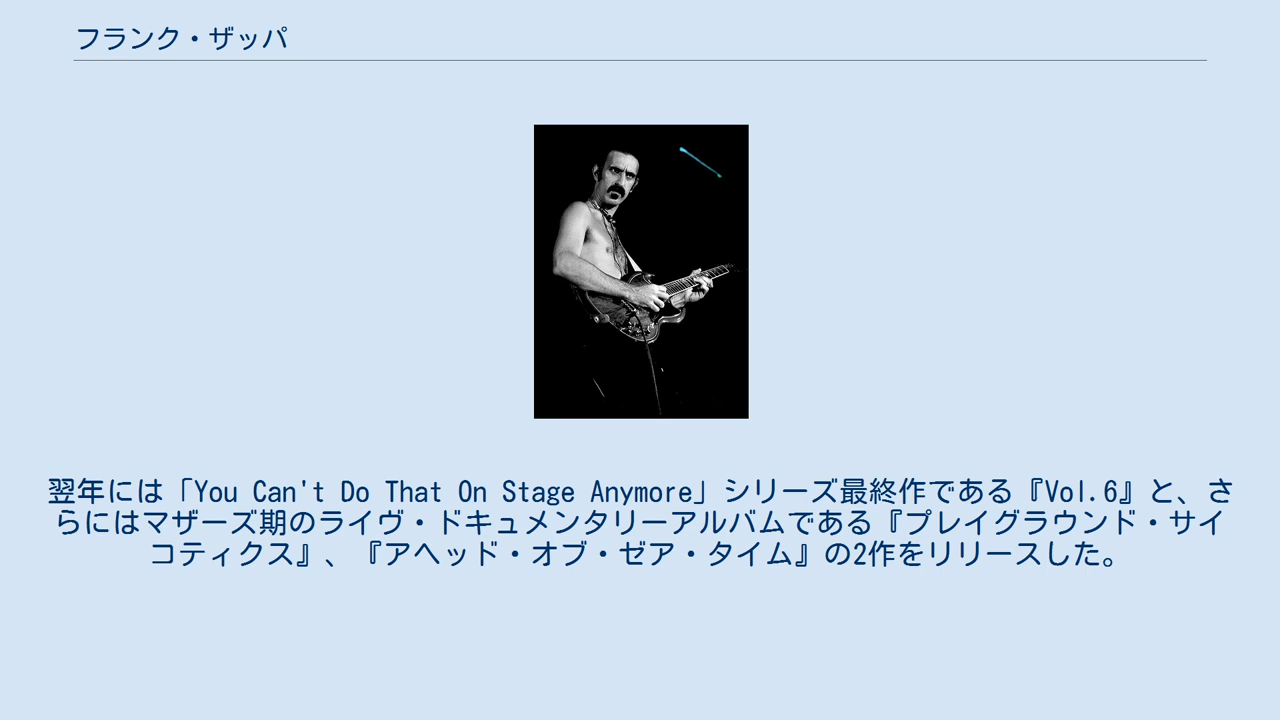 フランク・ザッパ
翌年には「You Can't Do That On Stage Anymore」シリーズ最終作である『Vol.6』と、さ
らにはマザーズ期のライヴ・ドキュメンタリーアルバムである『プレイグラウンド・サイ
コティクス』、『アヘッド・オブ・ゼア・タイム』の2作をリリースした。